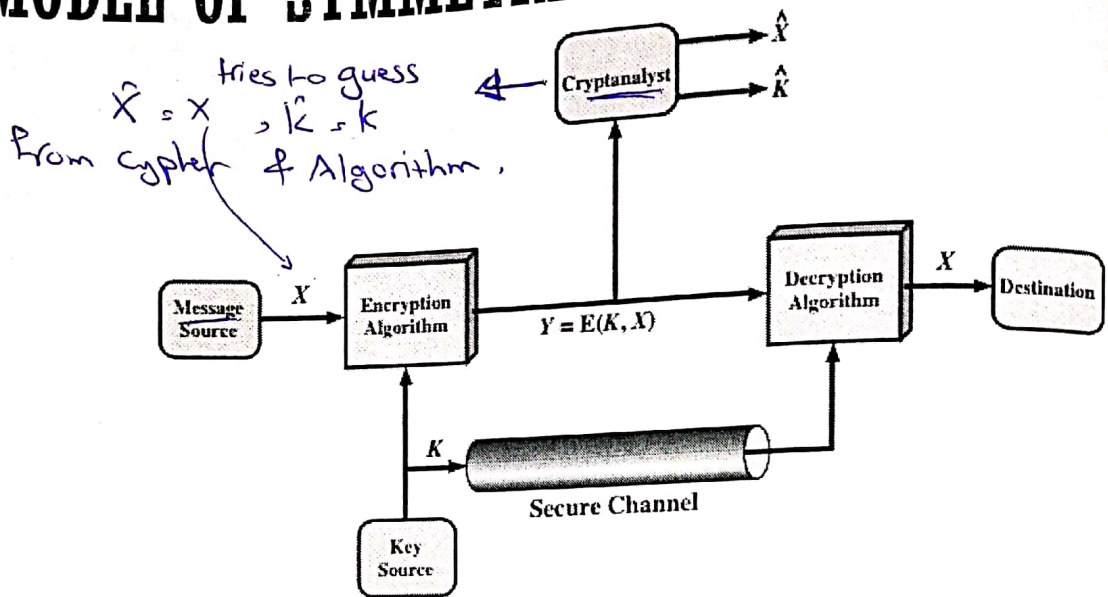 MODEL OF SYMMETR
tries to guess
X̂ = X , K̂ = K
from Cypher & Algorithm,
Cryptanalyst
X̂
K̂
Message
Source
X
Encryption
Algorithm
Y = E(K, X)
Decryption
Algorithm
X
Destination
K
Secure Channel
Key
Source